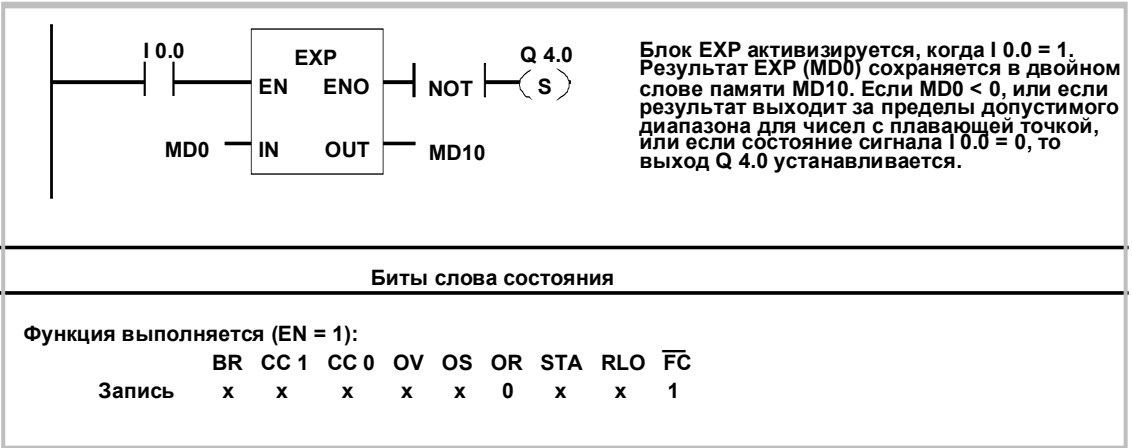 I 0.0
EXP
EN ENO
NOT
Q 4.0
S
MD0
IN OUT
MD10
Блок EXP активизируется, когда I 0.0 = 1.
Результат EXP (MD0) сохраняется в двойном
слове памяти MD10. Если MD0 < 0, или если
результат выходит за пределы допустимого
диапазона для чисел с плавающей точкой,
или если состояние сигнала I 0.0 = 0, то
выход Q 4.0 устанавливается.
Биты слова состояния
Функция выполняется (EN = 1):
BR CC 1 CC 0 OV OS OR STA RLO F̅C̅
Запись x x x x x 0 x x 1